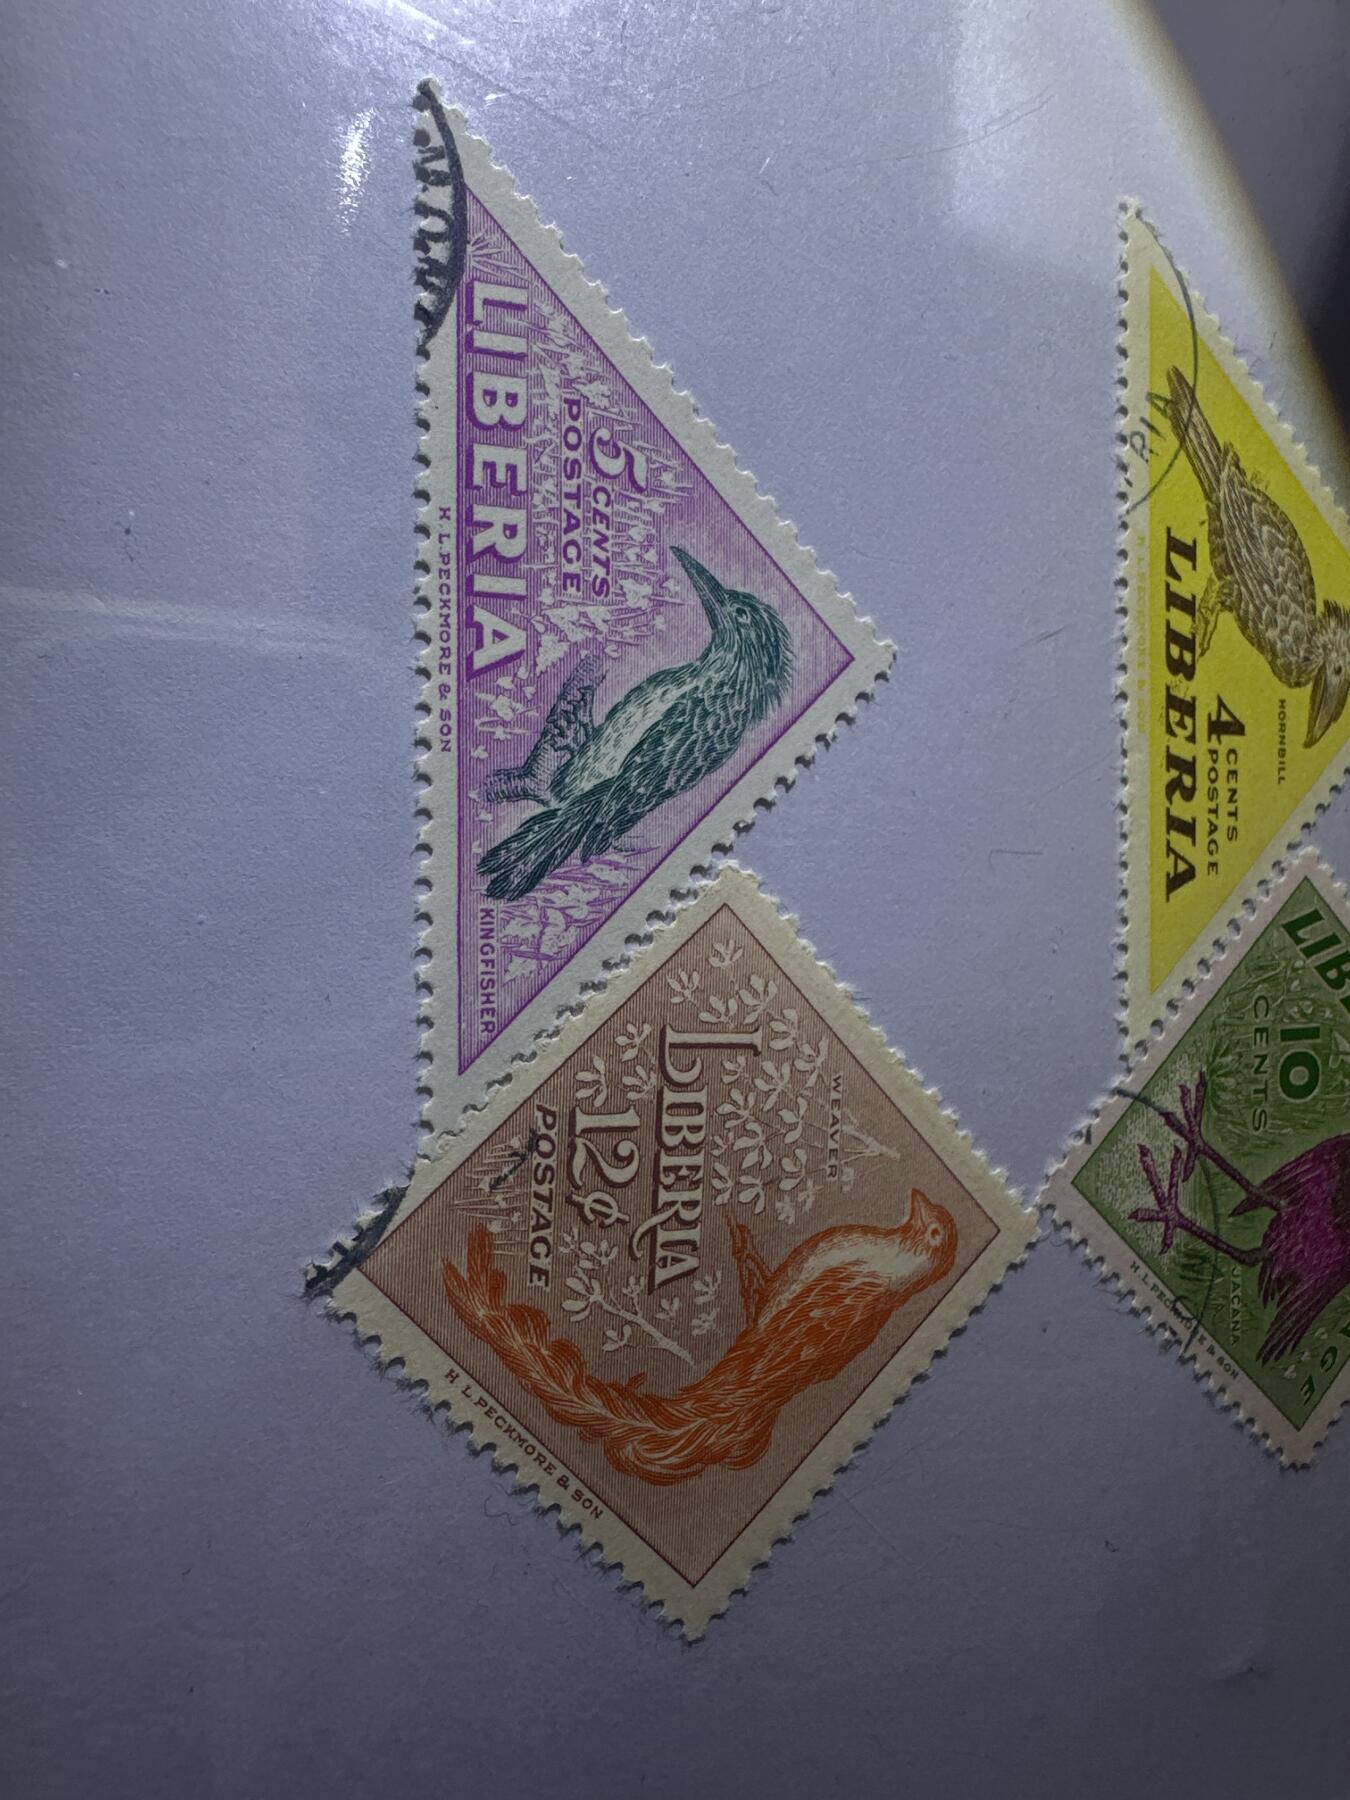 5 CENTS
POSTAGE
LIBERIA
KINGFISHER
H.L.PECKMORE & SON
WEAVER
LIBERIA
12¢
POSTAGE
H.L.PECKMORE & SON
HORNBILL
4 CENTS
POSTAGE
LIBERIA
H.L.PECKMORE & SON
10
CENTS
JACANA
H.L.PECKMORE & SON